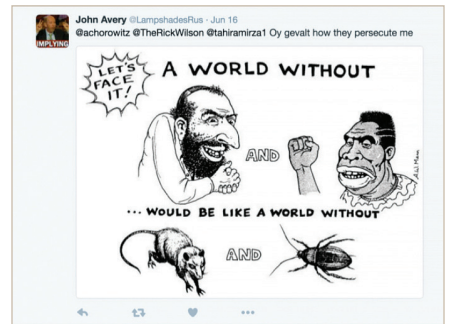 John Avery @LampshadesRus · Jun 16
@achorowitz @TheRickWilson @tahiramirza1 Oy gevalt how they persecute me
IMPLYING
LET'S
FACE
IT!
A WORLD WITHOUT
AND
... WOULD BE LIKE A WORLD WITHOUT
AND